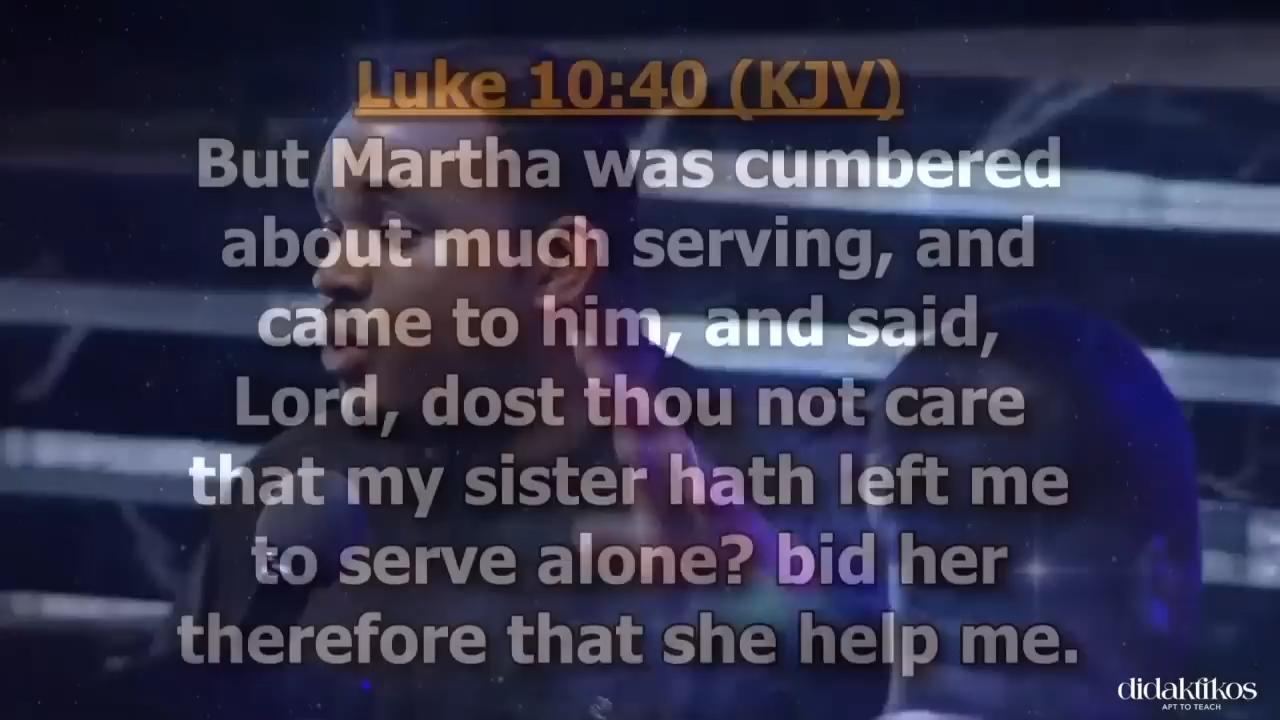 Luke 10:40 (KJV)
But Martha was cumbered
about much serving, and
came to him, and said,
Lord, dost thou not care
that my sister hath left me
to serve alone? bid her
therefore that she help me.
didaktikos
APT TO TEACH